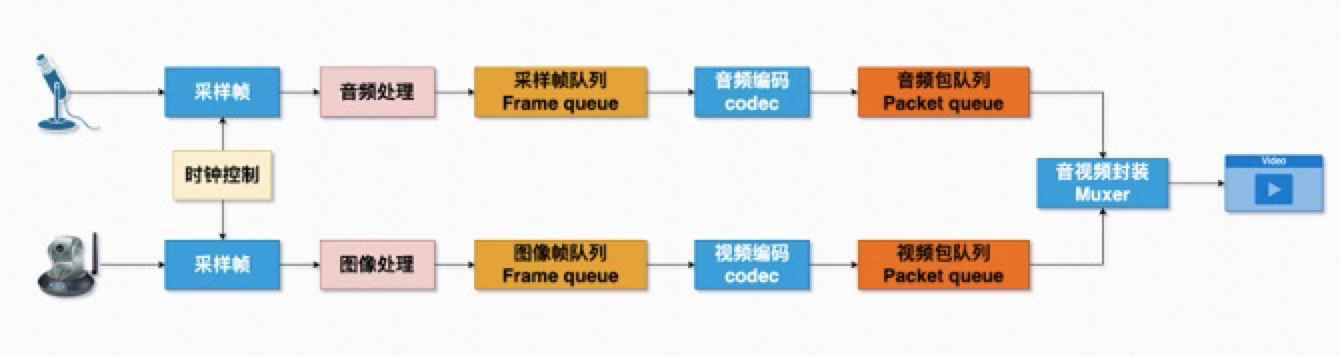 采样帧
音频处理
采样帧队列
Frame queue
音频编码
codec
音频包队列
Packet queue
时钟控制
音视频封装
Muxer
Video
采样帧
图像处理
图像帧队列
Frame queue
视频编码
codec
视频包队列
Packet queue